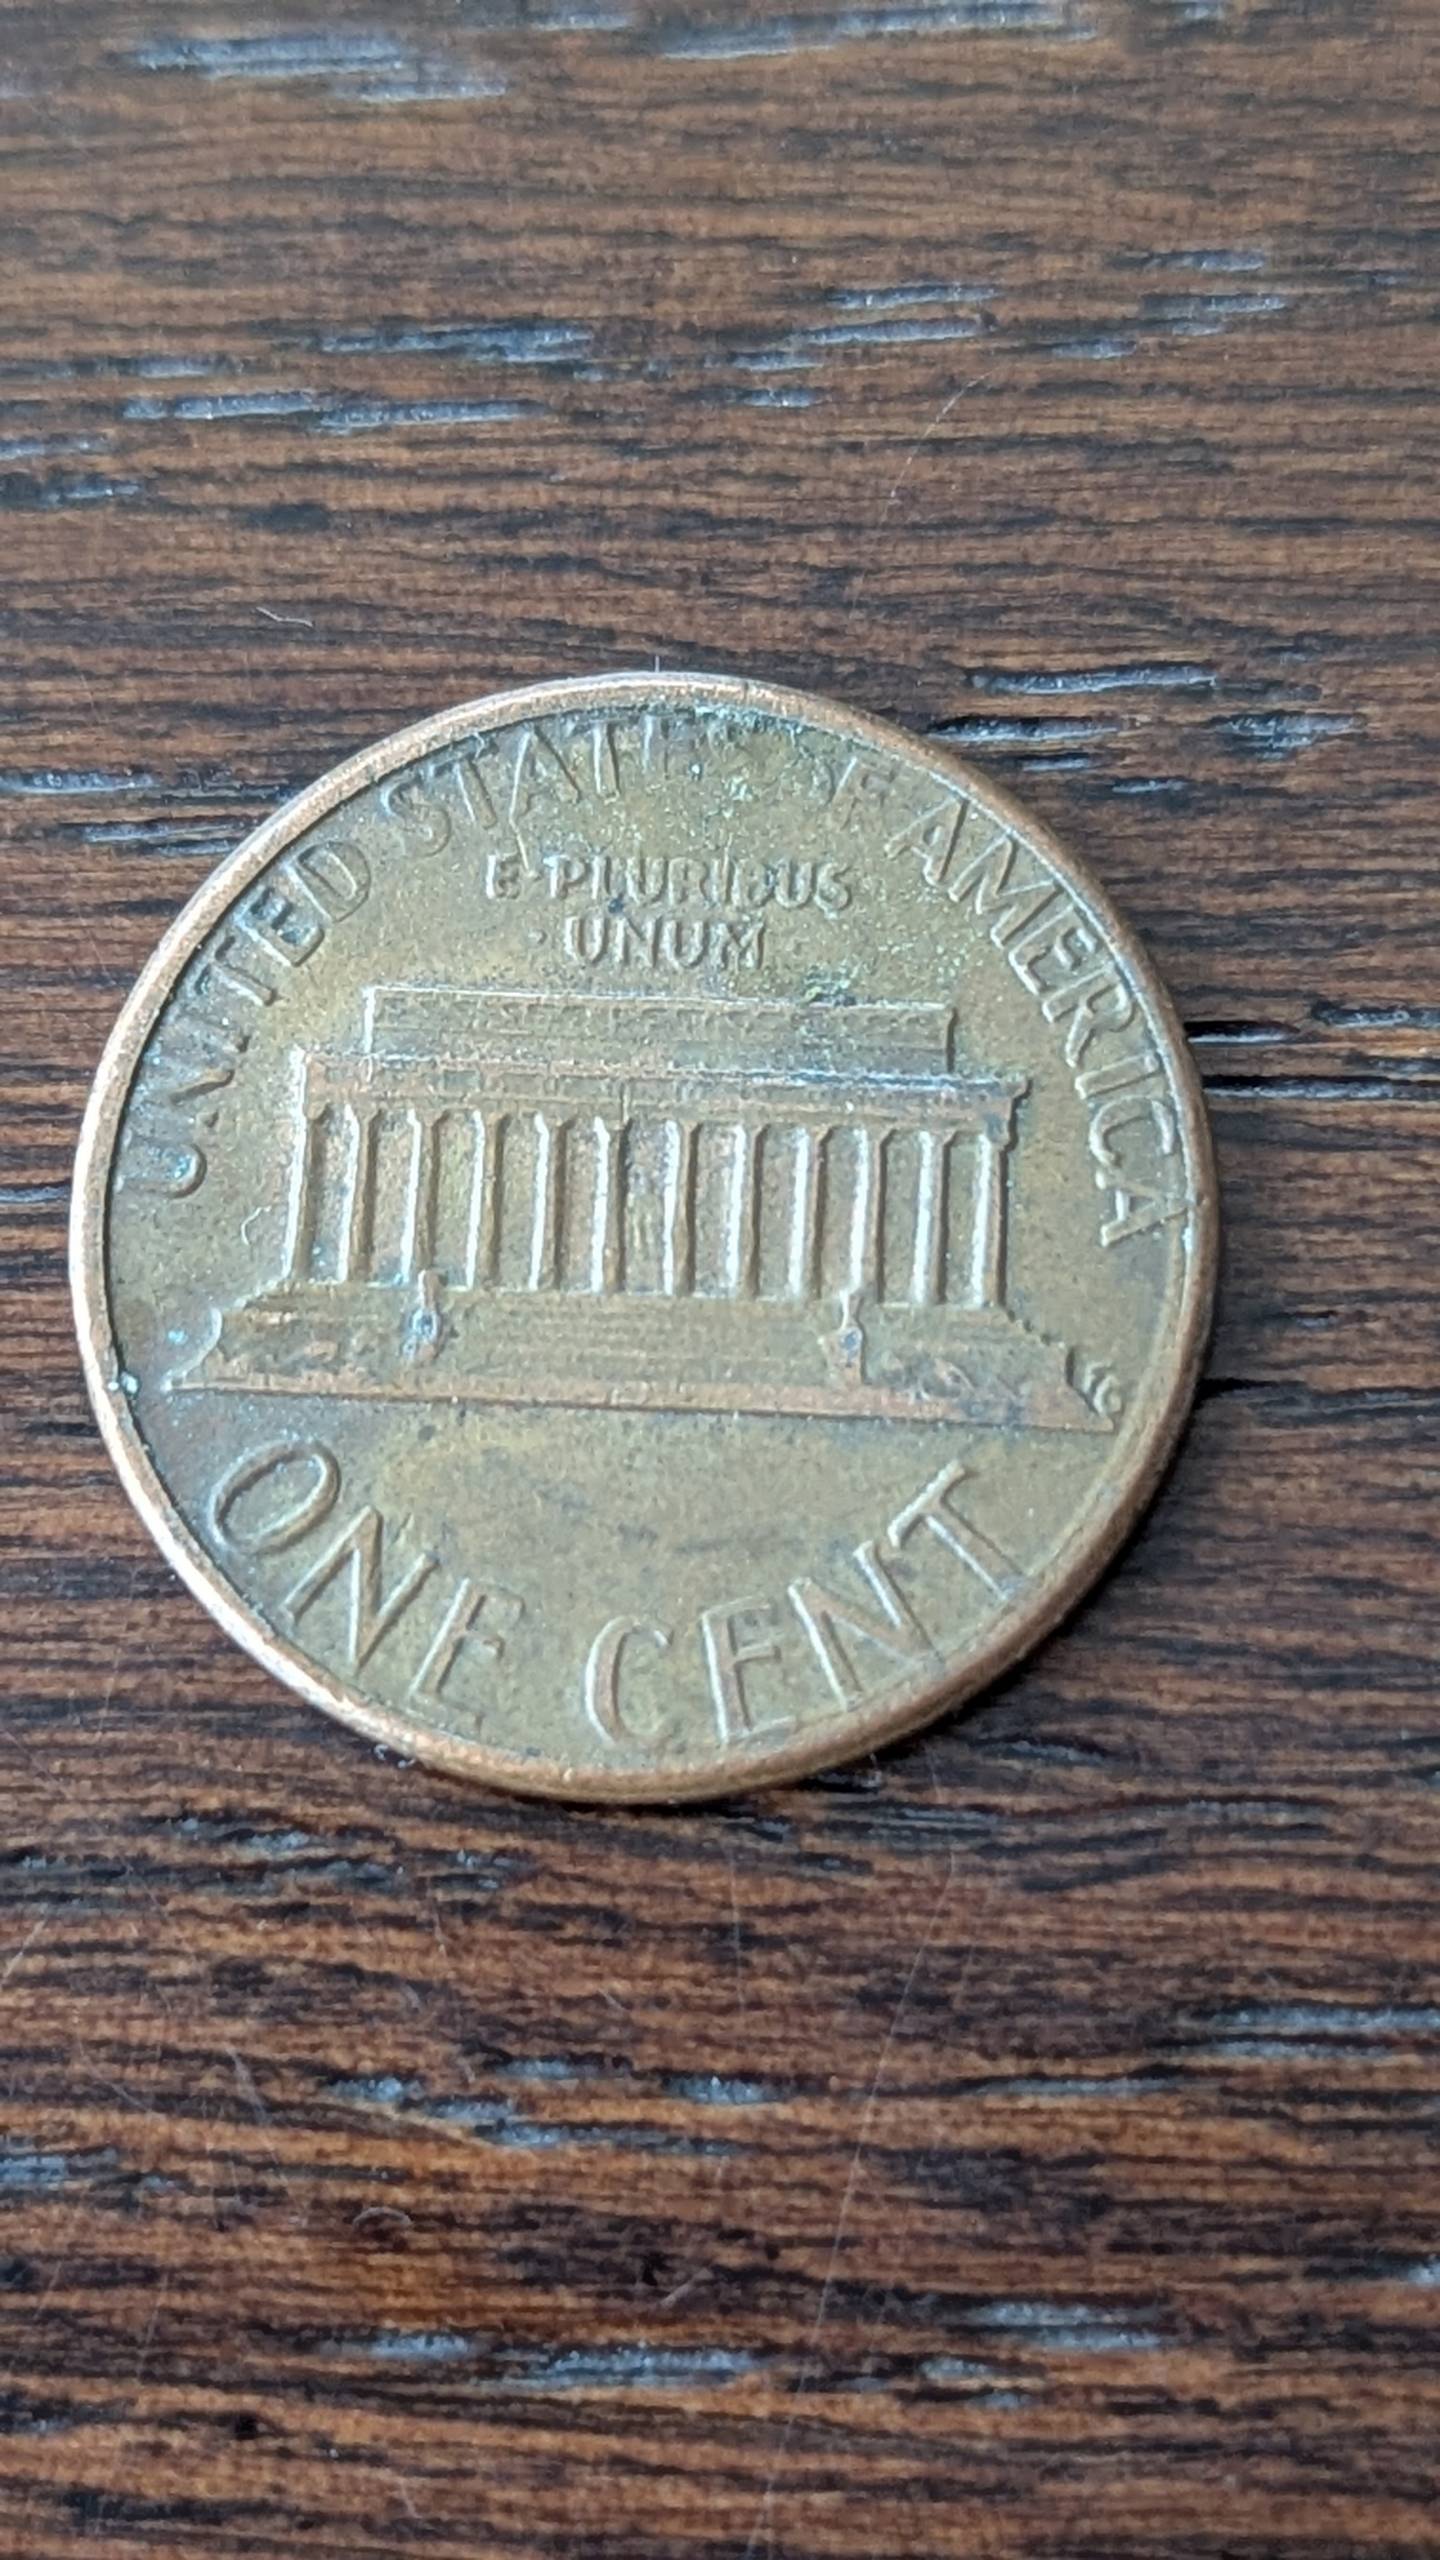 UNITED STATES OF AMERICA
E PLURIBUS
UNUM
ONE CENT